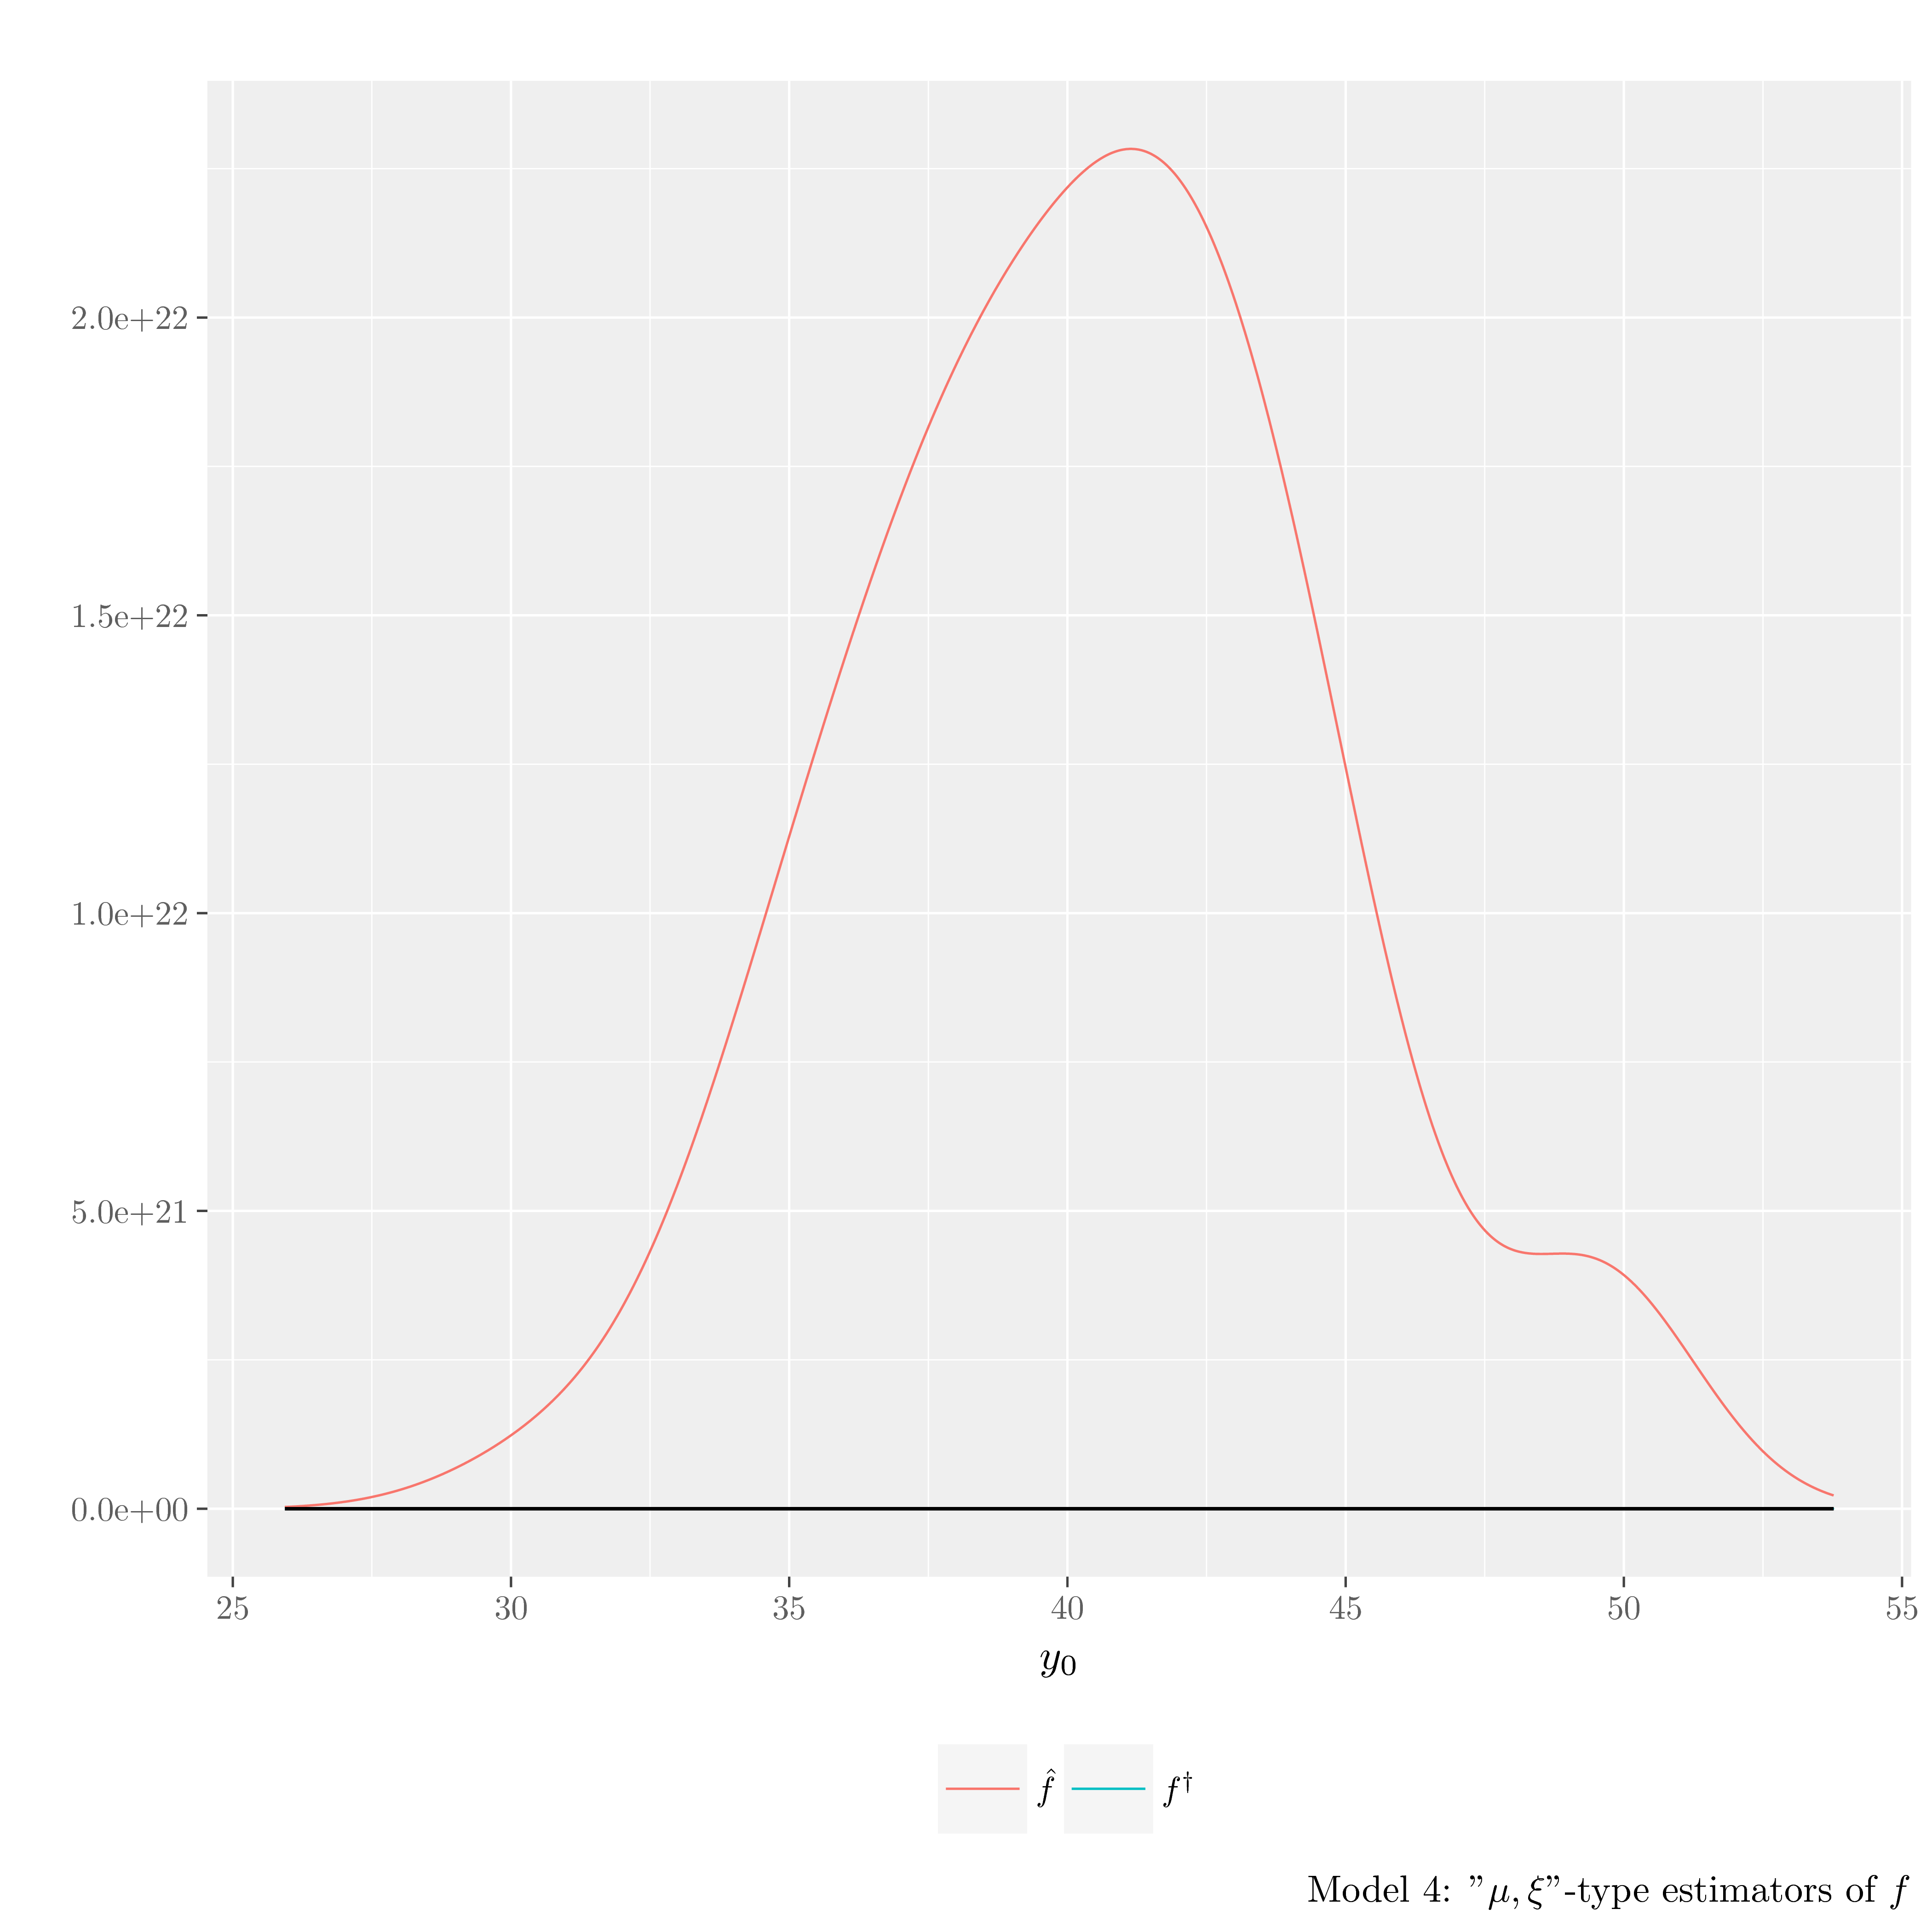 2.0e+22
1.5e+22
1.0e+22
5.0e+21
0.0e+00
25 30 35 40 45 50 55
y₀
f̂ f†
Model 4: ”μ, ξ”-type estimators of f